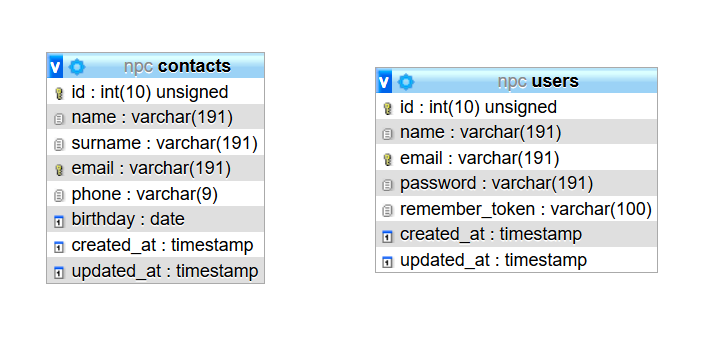 npc contacts
id : int(10) unsigned
name : varchar(191)
surname : varchar(191)
email : varchar(191)
phone : varchar(9)
birthday : date
created_at : timestamp
updated_at : timestamp
npc users
id : int(10) unsigned
name : varchar(191)
email : varchar(191)
password : varchar(191)
remember_token : varchar(100)
created_at : timestamp
updated_at : timestamp